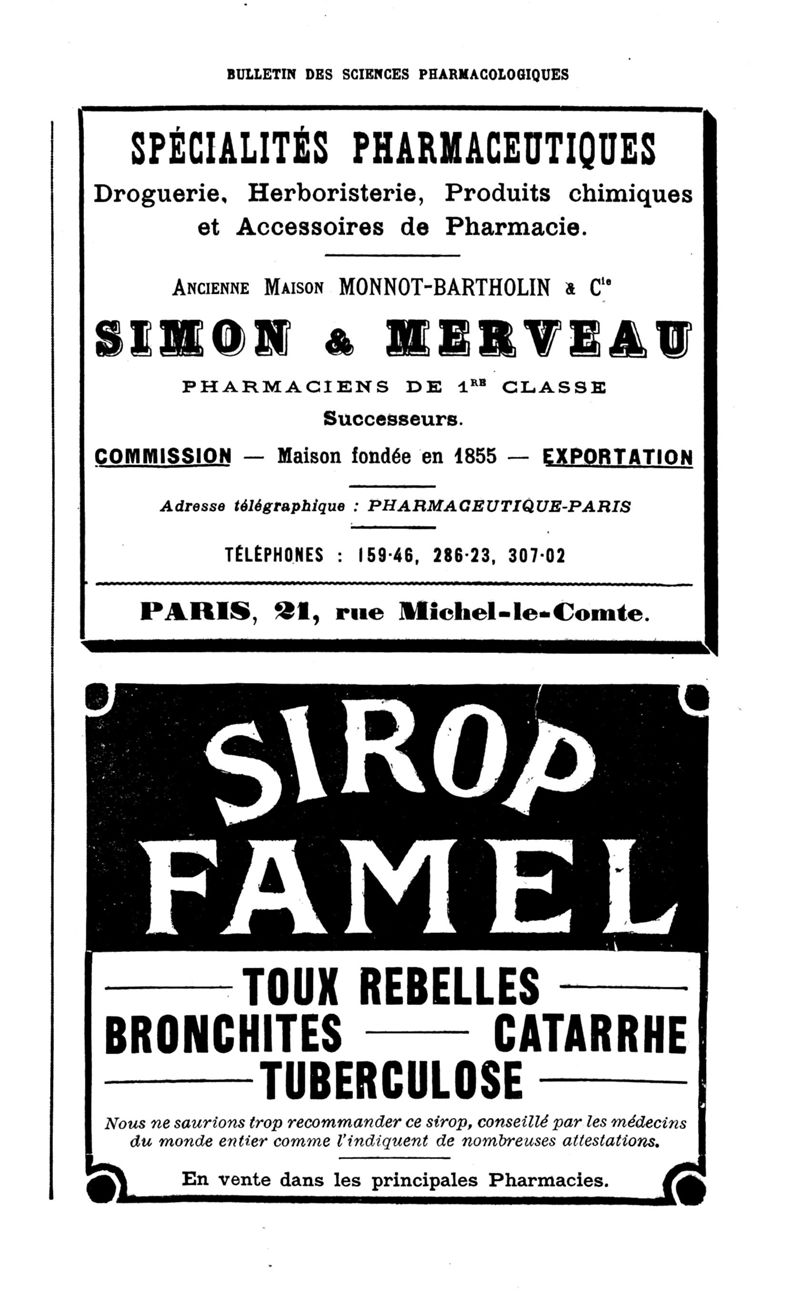 BULLETIN DES SCIENCES PHARMACOLOGIQUES
SPÉCIALITÉS PHARMACEUTIQUES
Droguerie, Herboristerie, Produits chimiques
et Accessoires de Pharmacie.
ANCIENNE MAISON MONNOT-BARTHOLIN & Cie
SIMON & MERVEAU
PHARMACIENS DE 1RE CLASSE
Successeurs.
COMMISSION — Maison fondée en 1855 — EXPORTATION
Adresse télégraphique : PHARMACEUTIQUE-PARIS
TÉLÉPHONES : 159-46, 286-23, 307-02
PARIS, 21, rue Michel-le-Comte.
SIROP
FAMEL
TOUX REBELLES
BRONCHITES — CATARRHE
TUBERCULOSE
Nous ne saurions trop recommander ce sirop, conseillé par les médecins
du monde entier comme l'indiquent de nombreuses attestations.
En vente dans les principales Pharmacies.